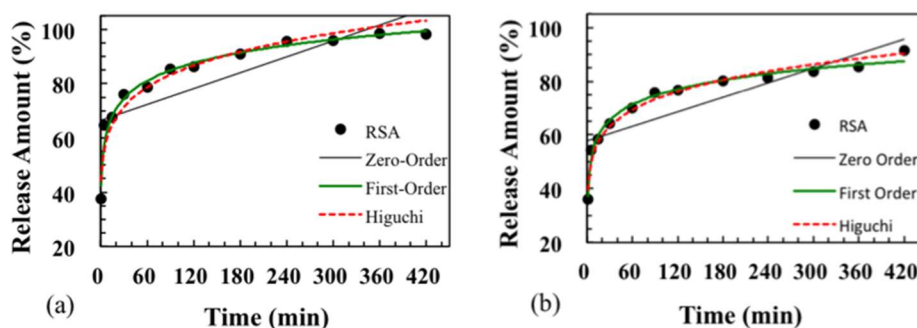 Release Amount (%)
100
80
60
40
20
RSA
Zero-Order
First-Order
Higuchi
0 60 120 180 240 300 360 420
(a) Time (min)
Release Amount (%)
100
80
60
40
20
RSA
Zero Order
First Order
Higuchi
0 60 120 180 240 300 360 420
(b) Time (min)